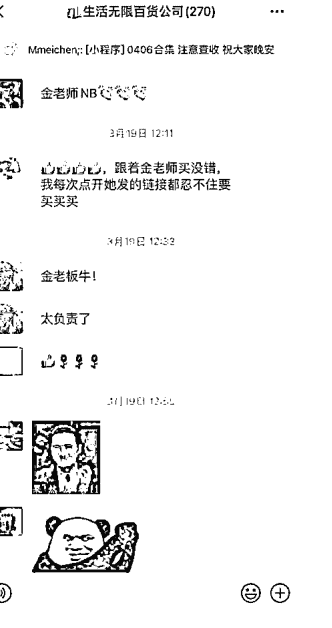 生活无限百货公司(270)
Mmeichen;: [小程序] 0406合集 注意查收 祝大家晚安
金老师NB
3月19日 12:11
，跟着金老师买没错，
我每次点开她发的链接都忍不住要
买买买
3月19日 12:33
金老板牛！
太负责了
3月19日